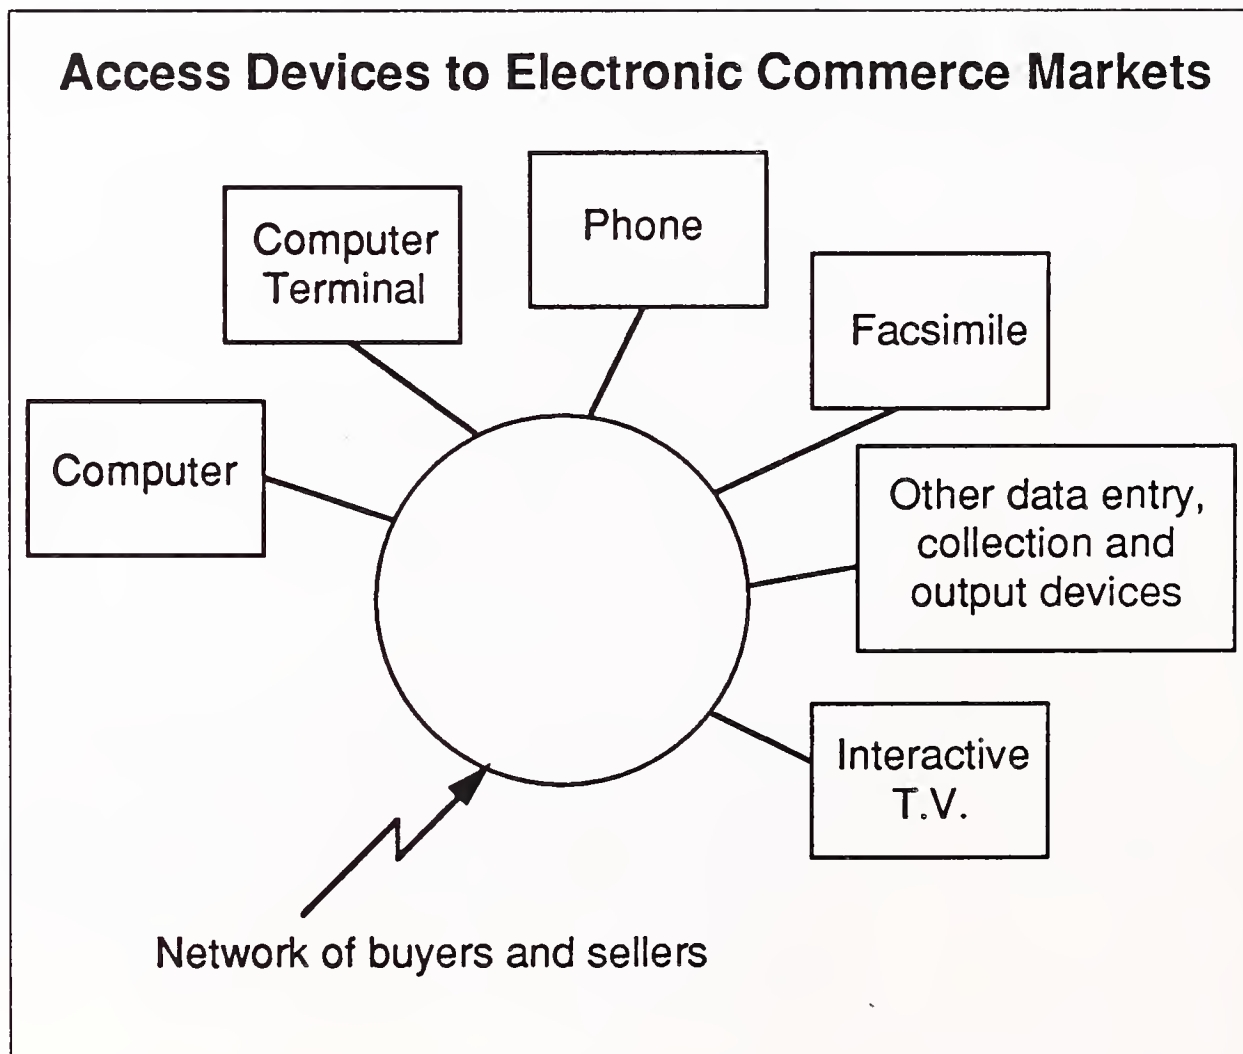 Access Devices to Electronic Commerce Markets
Phone
Computer
Terminal
Facsimile
Computer
Other data entry,
collection and
output devices
Interactive
T.V.
Network of buyers and sellers